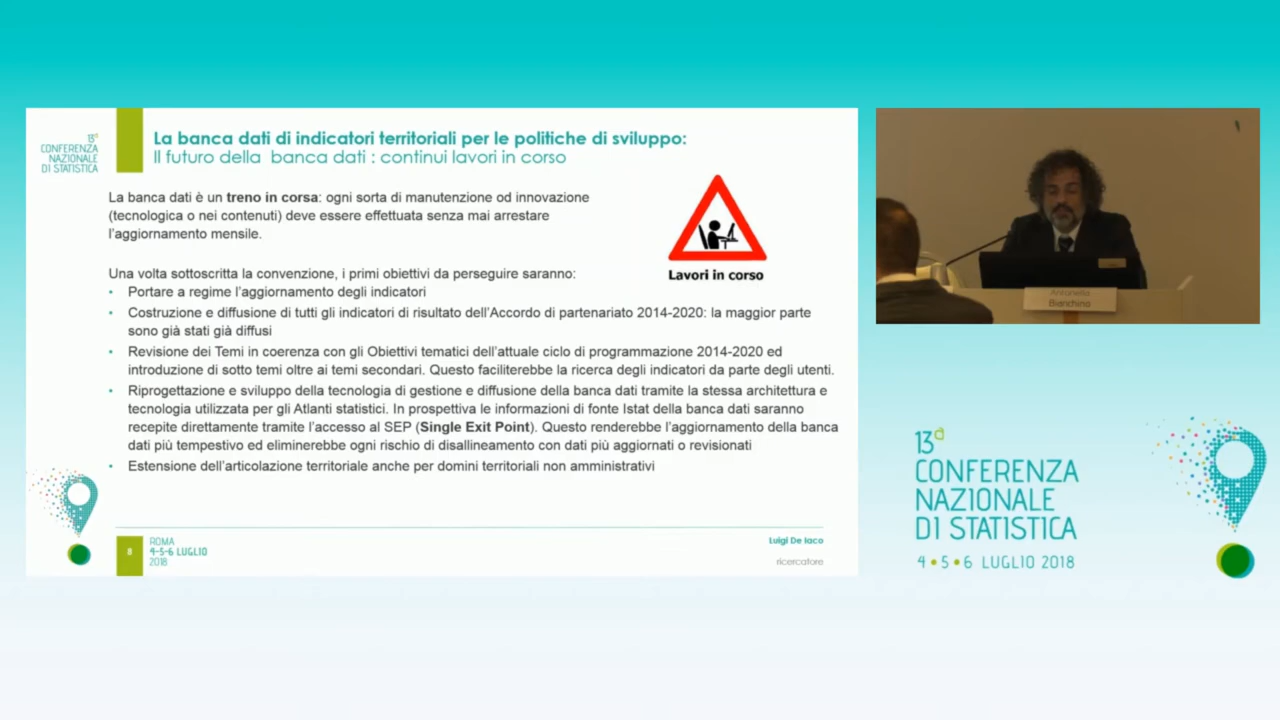 13a
CONFERENZA
NAZIONALE
DI STATISTICA
La banca dati di indicatori territoriali per le politiche di sviluppo:
Il futuro della banca dati : continui lavori in corso
La banca dati è un treno in corsa: ogni sorta di manutenzione od innovazione
(tecnologica o nei contenuti) deve essere effettuata senza mai arrestare
l'aggiornamento mensile.
Lavori in corso
Una volta sottoscritta la convenzione, i primi obiettivi da perseguire saranno:
• Portare a regime l'aggiornamento degli indicatori
• Costruzione e diffusione di tutti gli indicatori di risultato dell'Accordo di partenariato 2014-2020: la maggior parte
sono già stati già diffusi
• Revisione dei Temi in coerenza con gli Obiettivi tematici dell'attuale ciclo di programmazione 2014-2020 ed
introduzione di sotto temi oltre ai temi secondari. Questo faciliterebbe la ricerca degli indicatori da parte degli utenti.
• Riprogettazione e sviluppo della tecnologia di gestione e diffusione della banca dati tramite la stessa architettura e
tecnologia utilizzata per gli Atlanti statistici. In prospettiva le informazioni di fonte Istat della banca dati saranno
recepite direttamente tramite l'accesso al SEP (Single Exit Point). Questo renderebbe l'aggiornamento della banca
dati più tempestivo ed eliminerebbe ogni rischio di disallineamento con dati più aggiornati o revisionati
• Estensione dell'articolazione territoriale anche per domini territoriali non amministrativi
8
ROMA
4-5-6 LUGLIO
2018
Luigi De Iaco
ricercatore
Antonella
Bianchino
13a
CONFERENZA
NAZIONALE
DI STATISTICA
4 • 5 • 6 LUGLIO 2018